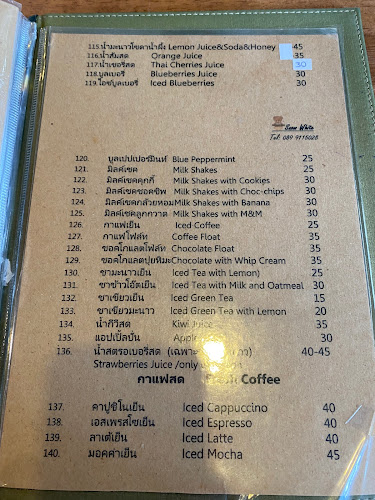 115.น้ำมะนาวโซดาน้ำผึ้ง Lemon Juice&Soda&Honey 45
116.น้ำส้มสด Orange Juice 35
117.น้ำเชอรีสด Thai Cherries Juice 30
118.บลูเบอรี Blueberries Juice 30
119.ไอซ์บูลเบอรี Iced Blueberries 30
Snow White
Tel: 089 9115028
120. บูลเปปเปอร์มินท์ Blue Peppermint 25
121. มิลค์เชค Milk Shakes 25
122. มิลค์เชคคุกกี้ Milk Shakes with Cookies 30
123. มิลค์เชคชอคชิพ Milk Shakes with Choc-chips 30
124. มิลค์เชคกล้วยหอม Milk Shakes with Banana 30
125. มิลค์เชคลูกกวาด Milk Shakes with M&M 30
126. กาแฟเย็น Iced Coffee 25
127. กาแฟโฟล้ท Coffee Float 35
128. ชอคโกแลตโฟล้ท Chocolate Float 35
129. ชอคโกแลตปุยหิมะ Chocolate with Whip Cream 35
130. ชามะนาวเย็น Iced Tea with Lemon) 25
131. ชาข้าวโอ๊ตเย็น Iced Tea with Milk and Oatmeal 30
132. ชาเขียวเย็น Iced Green Tea 15
133. ชาเขียวมะนาว Iced Green Tea with Lemon 20
134. น้ำกีวีสด Kiwi Juice 35
135. แอปเปิ้ลปั่น Apple 35
136. น้ำสตรอเบอรีสด (เฉพาะ 40-45
Strawberries Juice /only
กาแฟสด Fresh Coffee
137. คาปูชิโนเย็น Iced Cappuccino 40
138. เอสเพรสโซเย็น Iced Espresso 40
139. ลาเต้เย็น Iced Latte 40
140. มอคค่าเย็น Iced Mocha 45